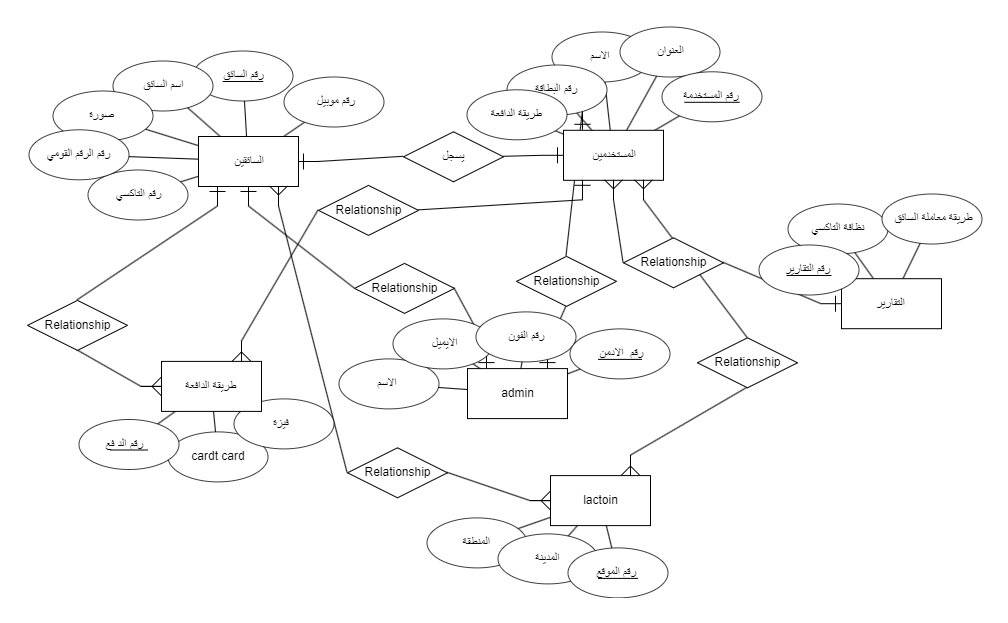 العنوان
الاسم
رقم السائق
اسم السائق
رقم البطاقة
رقم المستخدمة
رقم موبيل
صورة
طريقة الدافعة
رقم الرقم القومي
السائقين
يسجل
المستخدمين
رقم التاكسي
Relationship
طريقة معاملة السائق
نظافة التاكسي
Relationship
رقم التقارير
Relationship
Relationship
التقارير
Relationship
رقم الفون
الايميل
رقم الادمن
Relationship
الاسم
طريقة الدافعة
admin
فيزة
رقم الدفع
cardt card
Relationship
lactoin
المنطقة
المدينة
رقم الموقع